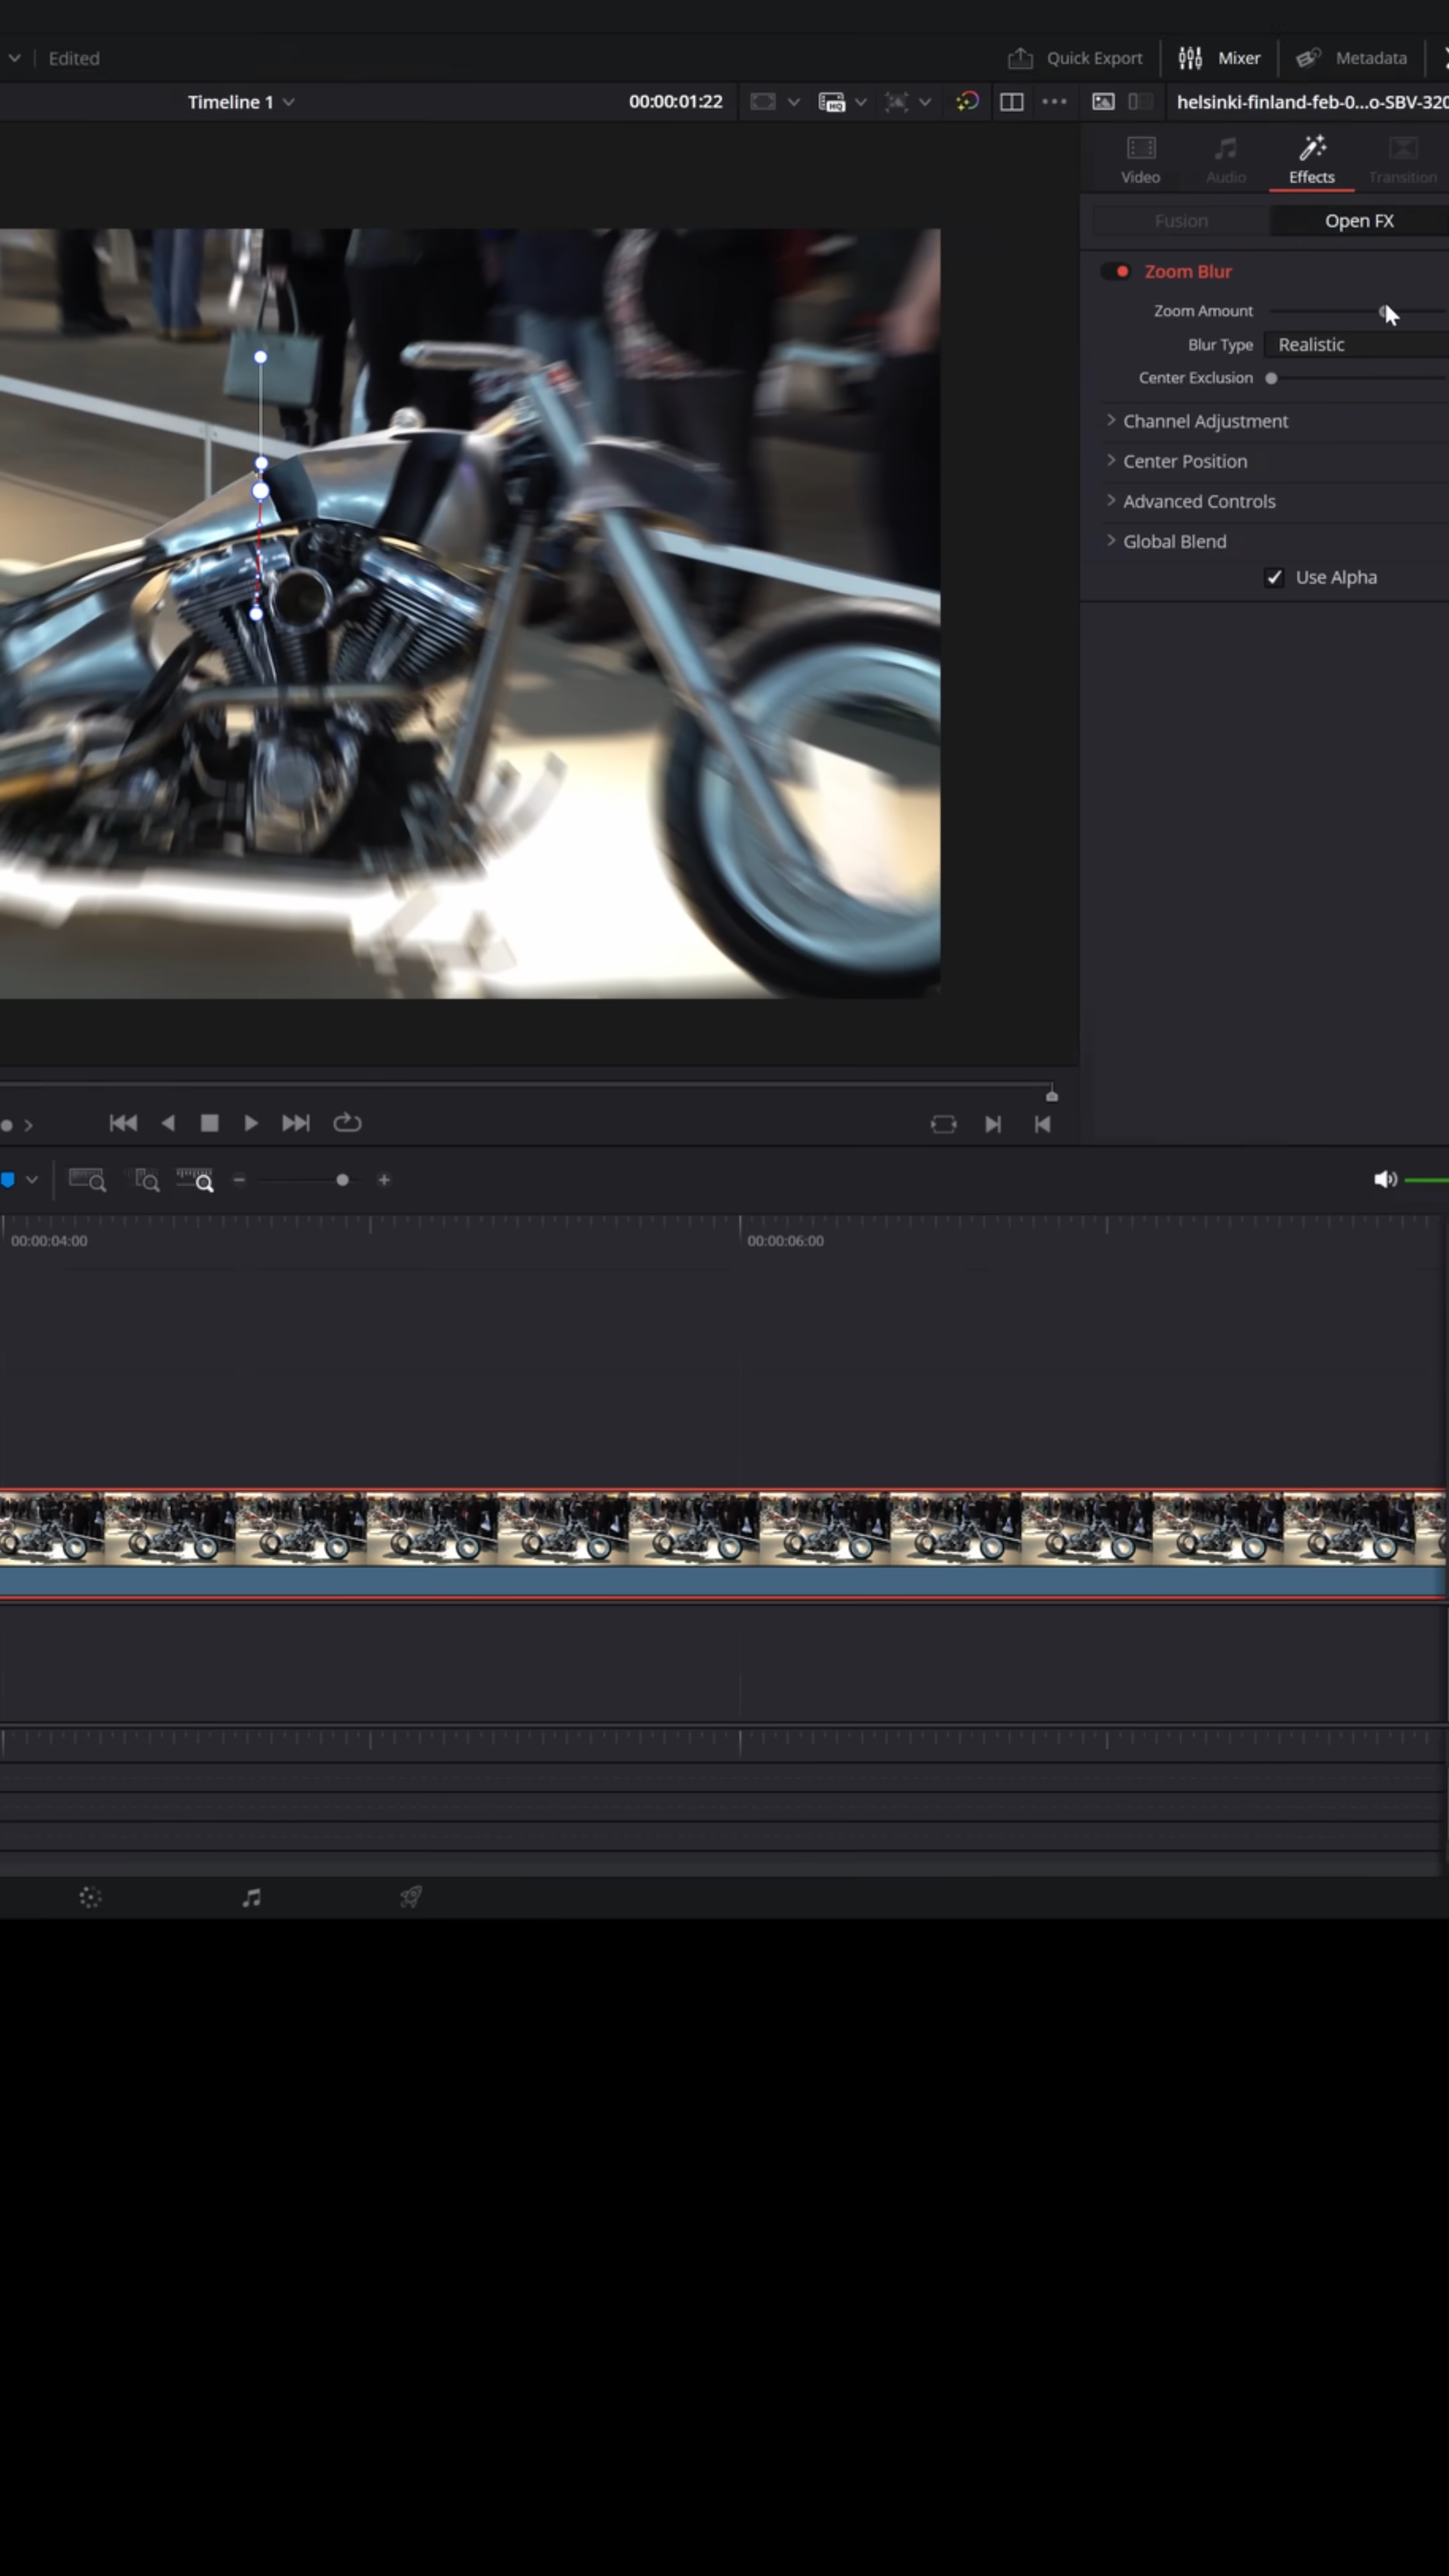 Edited
Quick Export
Mixer
Metadata
Timeline 1
00:00:01:22
HQ
helsinki-finland-feb-0...o-SBV-320
Video
Audio
Effects
Transition
Fusion
Open FX
Zoom Blur
Zoom Amount
Blur Type
Realistic
Center Exclusion
Channel Adjustment
Center Position
Advanced Controls
Global Blend
Use Alpha
00:00:04:00
00:00:06:00